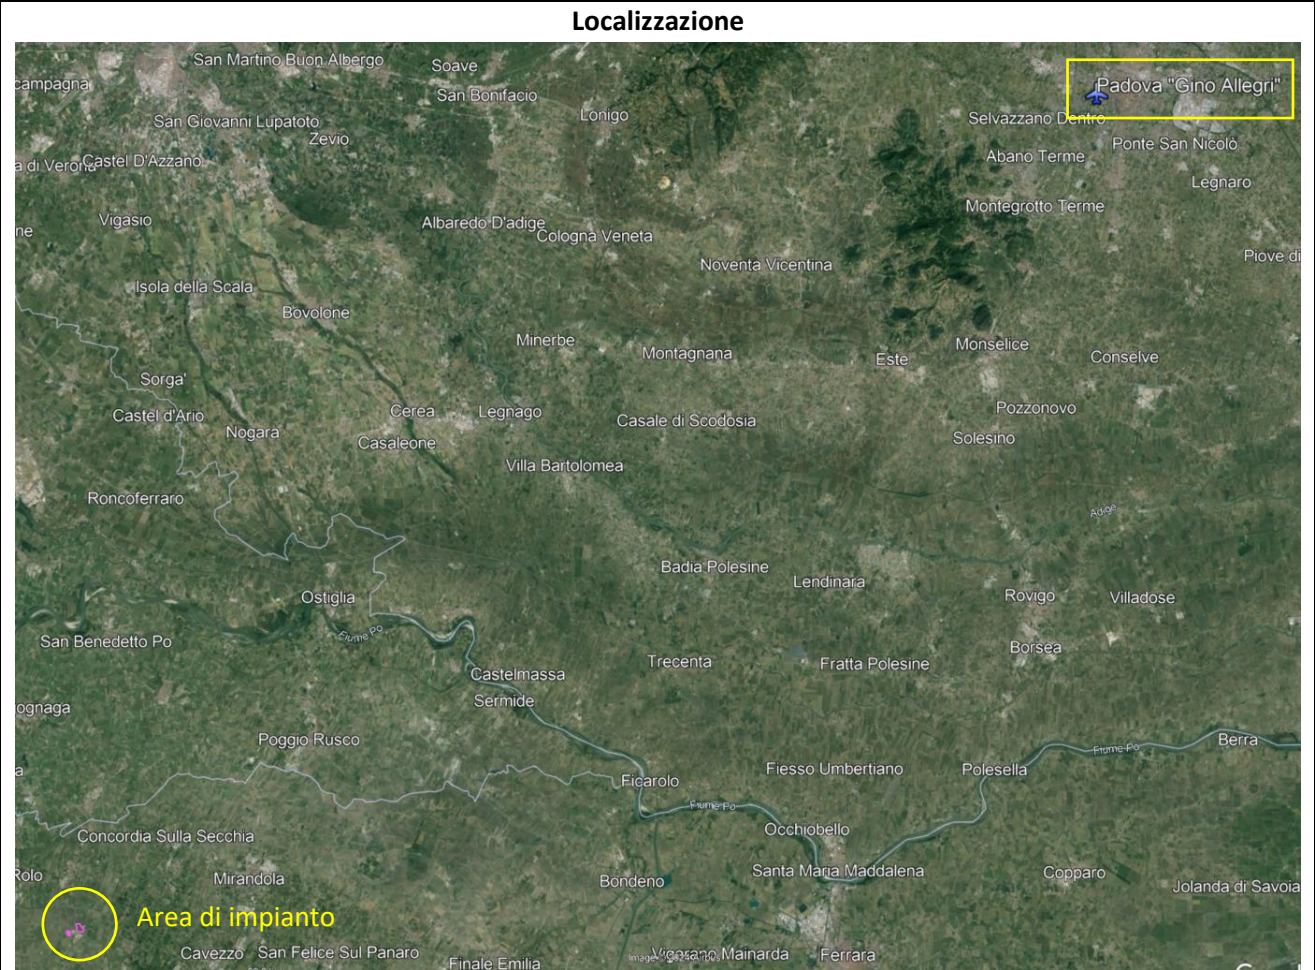 Localizzazione
San Martino Buon Albergo
Soave
campagna
Padova "Gino Allegri"
San Bonifacio
Lonigo
San Giovanni Lupatoto
Selvazzano Dentro
Zevio
Ponte San Nicolò
a di Verona
Castel D'Azzano
Abano Terme
Legnaro
Montegrotto Terme
Vigasio
Albaredo D'adige
ne
Cologna Veneta
Piove di
Noventa Vicentina
Isola della Scala
Bovolone
Minerbe
Monselice
Montagnana
Este
Conselve
Sorga'
Castel d'Ario
Cerea
Legnago
Pozzonovo
Casale di Scodosia
Nogara
Casaleone
Solesino
Villa Bartolomea
Roncoferraro
Adige
Badia Polesine
Lendinara
Ostiglia
Rovigo
Villadose
Fiume Po
San Benedetto Po
Borsea
Trecenta
Fratta Polesine
Castelmassa
Sermide
ognaga
Poggio Rusco
Berra
Fiume Po
a
Fiesso Umbertiano
Polesella
Ficarolo
Fiume Po
Occhiobello
Concordia Sulla Secchia
Santa Maria Maddalena
Copparo
Rolo
Mirandola
Bondeno
Jolanda di Savoia
Area di impianto
Cavezzo
San Felice Sul Panaro
Vigarano Mainarda
Ferrara
Finale Emilia